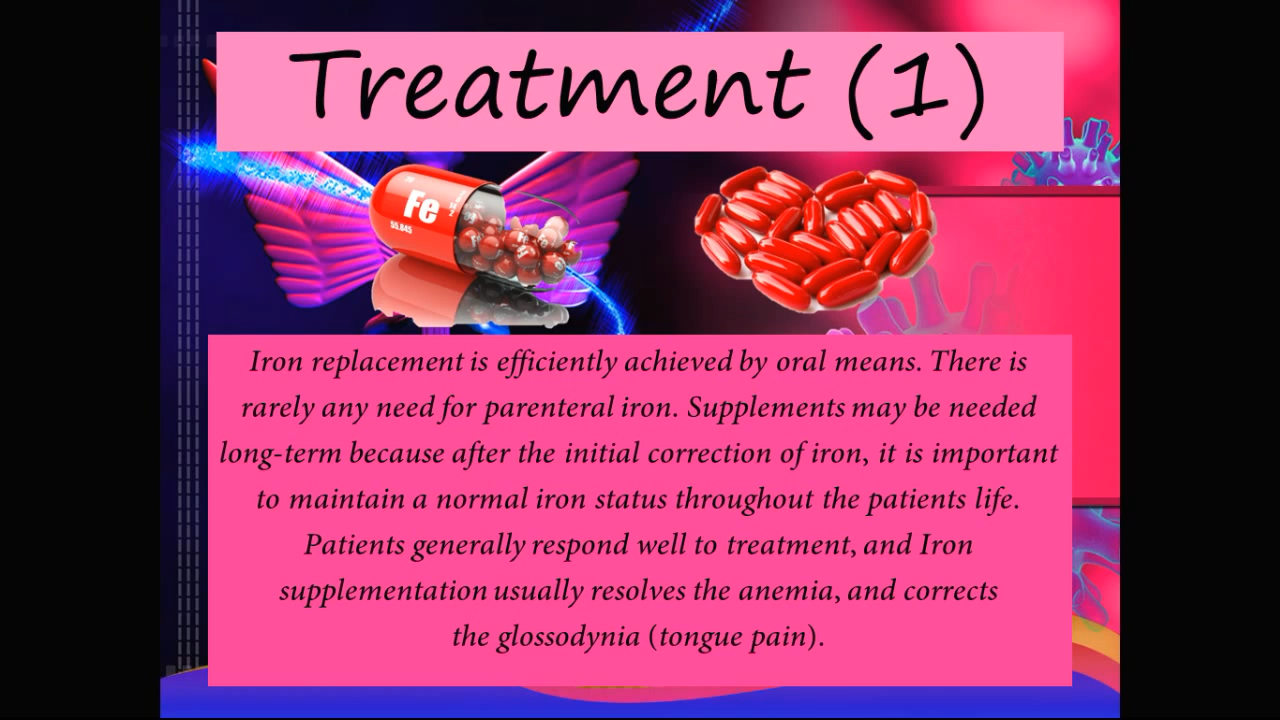 Treatment (1)
Fe
55.845
Iron replacement is efficiently achieved by oral means. There is
rarely any need for parenteral iron. Supplements may be needed
long-term because after the initial correction of iron, it is important
to maintain a normal iron status throughout the patients life.
Patients generally respond well to treatment, and Iron
supplementation usually resolves the anemia, and corrects
the glossodynia (tongue pain).